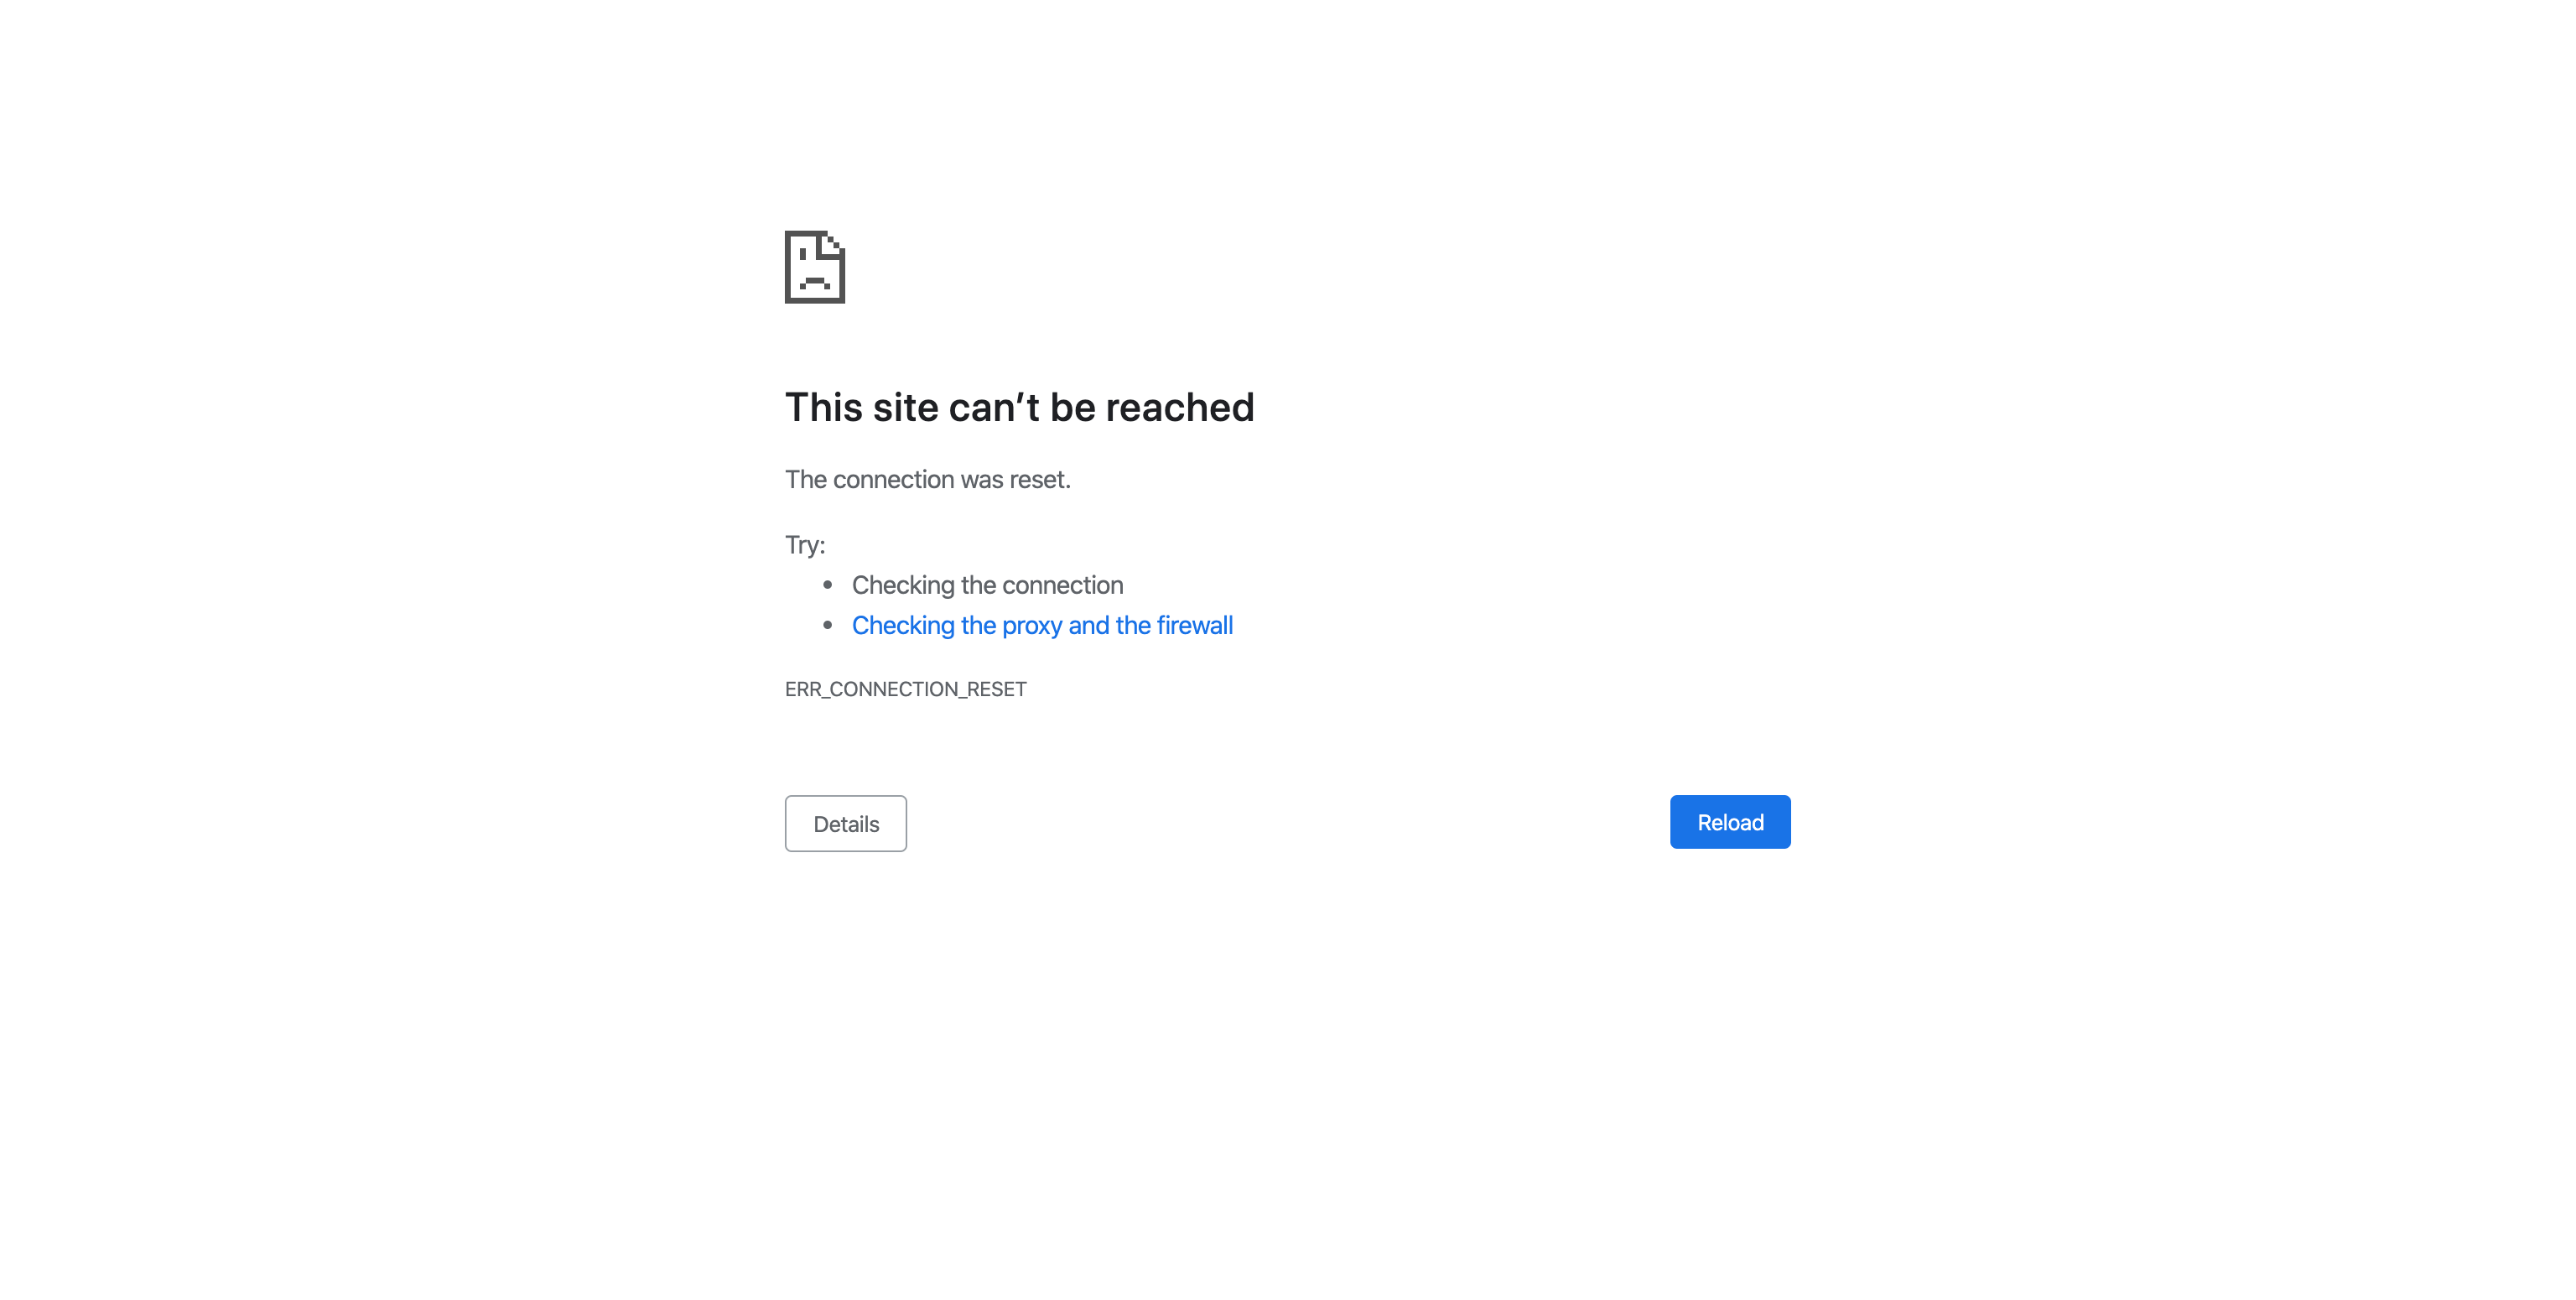 This site can’t be reached
The connection was reset.
Try:
Checking the connection
Checking the proxy and the firewall
ERR_CONNECTION_RESET
Details
Reload